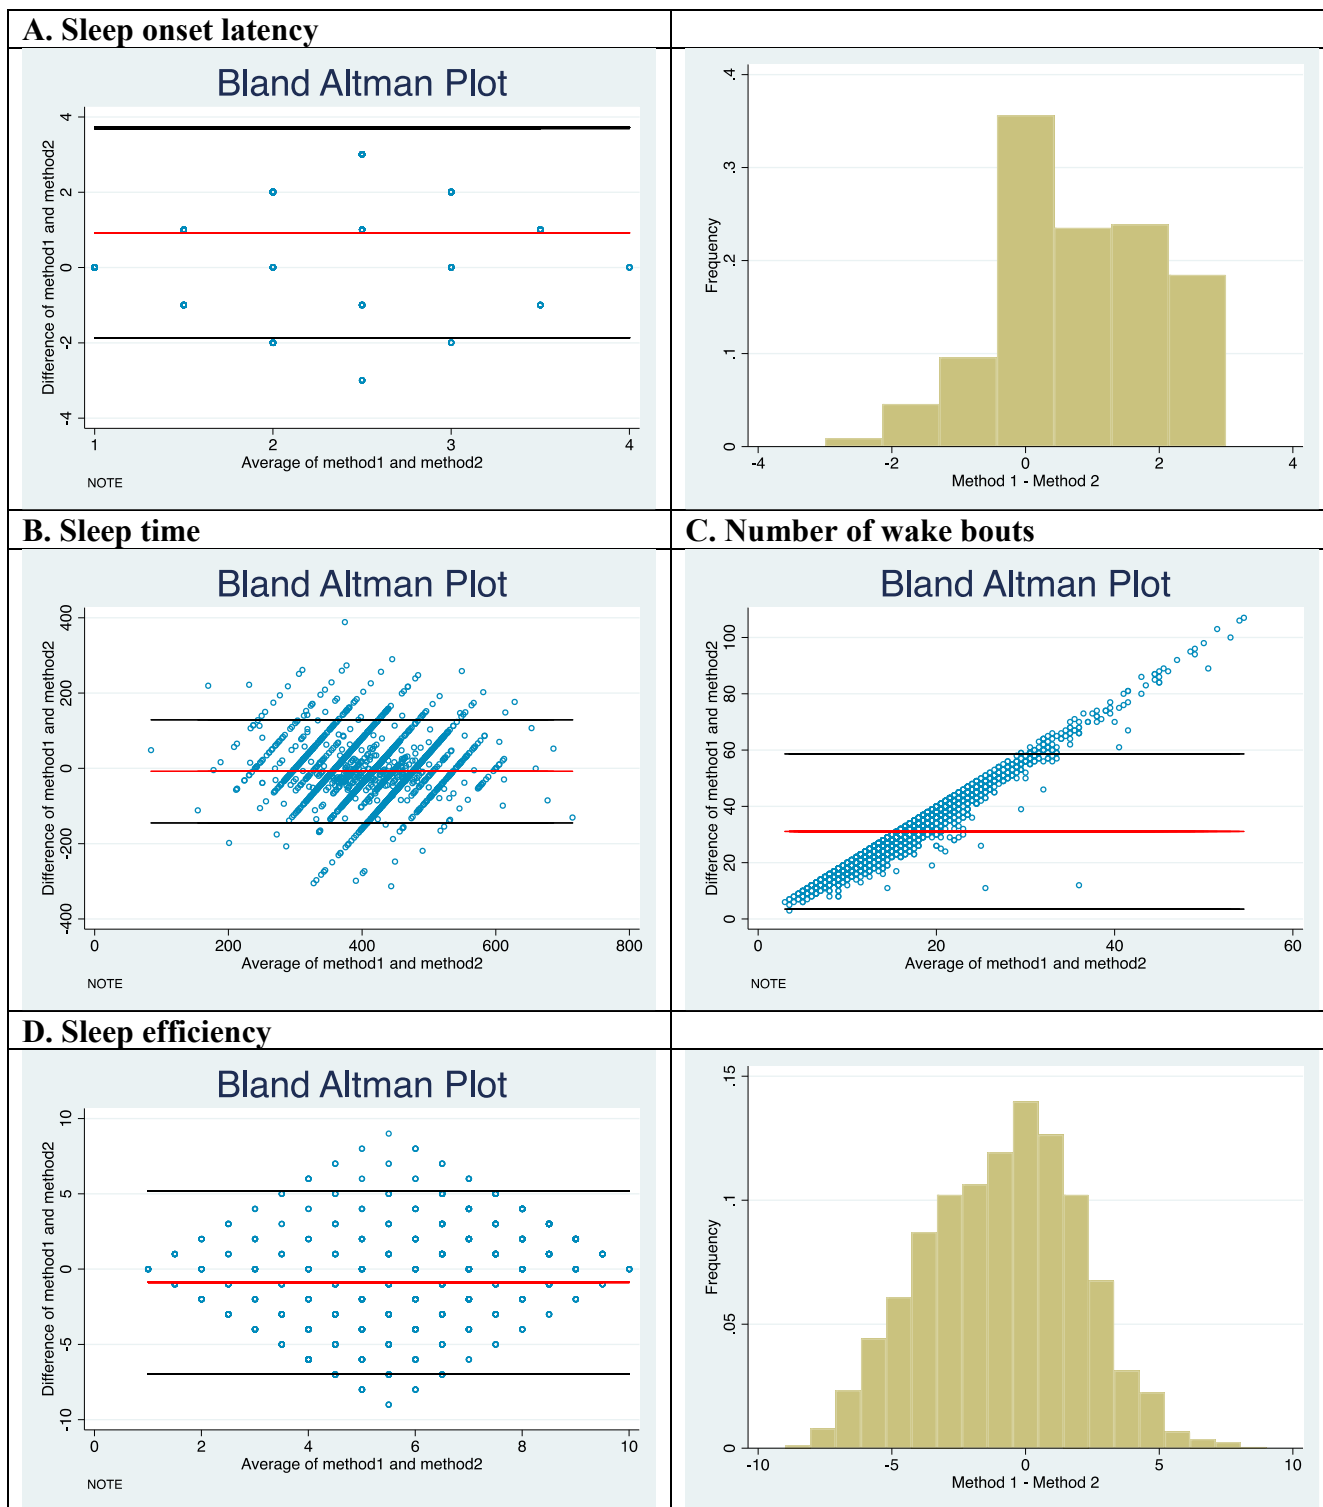 A. Sleep onset latency
Bland Altman Plot
Difference of method1 and method2
4
2
0
-2
-4
1
2
3
4
Average of method1 and method2
NOTE
Frequency
.4
.3
.2
.1
0
-4
-2
0
2
4
Method 1 - Method 2
B. Sleep time
Bland Altman Plot
Difference of method1 and method2
400
200
0
-200
-400
0
200
400
600
800
Average of method1 and method2
NOTE
C. Number of wake bouts
Bland Altman Plot
Difference of method1 and method2
100
80
60
40
20
0
0
20
40
60
Average of method1 and method2
NOTE
D. Sleep efficiency
Bland Altman Plot
Difference of method1 and method2
10
5
0
-5
-10
0
2
4
6
8
10
Average of method1 and method2
NOTE
Frequency
.15
.1
.05
0
-10
-5
0
5
10
Method 1 - Method 2